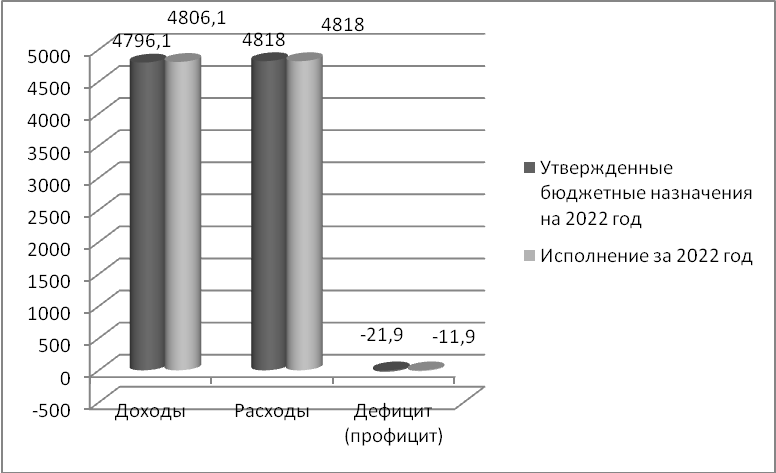 4806,1
4796,1
4818
4818
5000
4500
4000
3500
3000
2500
2000
1500
1000
500
0
-500
-21,9
-11,9
Доходы
Расходы
Дефицит
(профицит)
Утвержденные
бюджетные назначения
на 2022 год
Исполнение за 2022 год